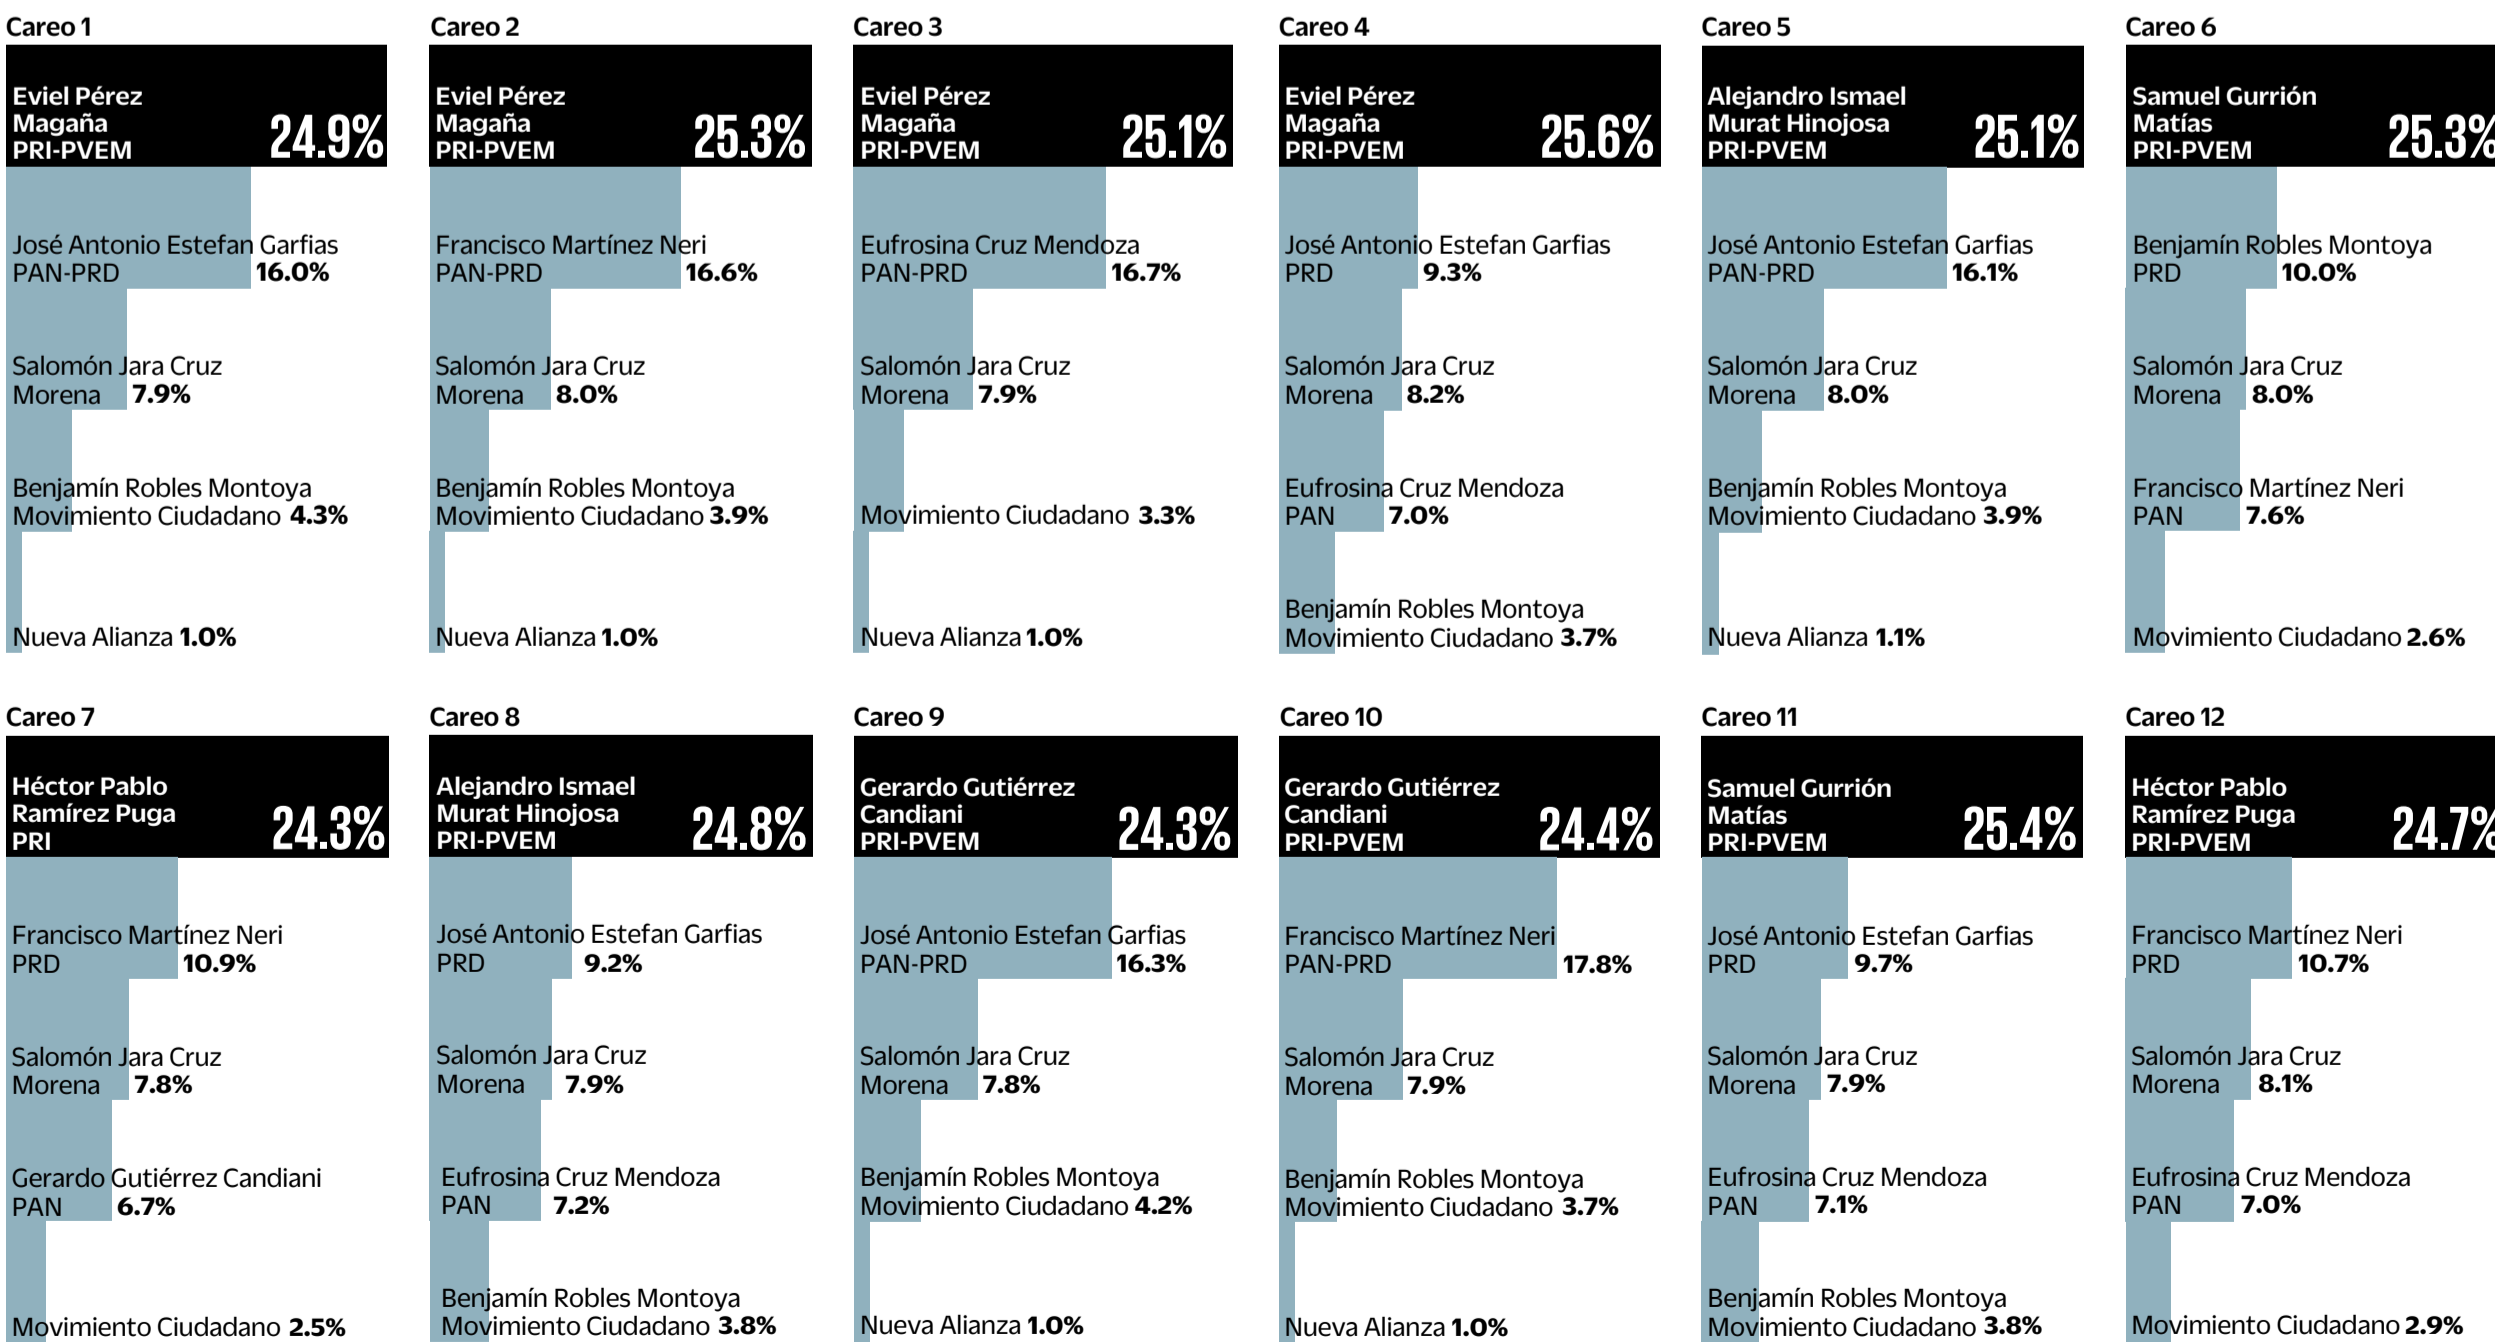 Careo 1
Eviel Pérez
Magaña
PRI-PVEM 24.9%
José Antonio Estefan Garfias
PAN-PRD 16.0%
Salomón Jara Cruz
Morena 7.9%
Benjamín Robles Montoya
Movimiento Ciudadano 4.3%
Nueva Alianza 1.0%
Careo 2
Eviel Pérez
Magaña
PRI-PVEM 25.3%
Francisco Martínez Neri
PAN-PRD 16.6%
Salomón Jara Cruz
Morena 8.0%
Benjamín Robles Montoya
Movimiento Ciudadano 3.9%
Nueva Alianza 1.0%
Careo 3
Eviel Pérez
Magaña
PRI-PVEM 25.1%
Eufrosina Cruz Mendoza
PAN-PRD 16.7%
Salomón Jara Cruz
Morena 7.9%
Movimiento Ciudadano 3.3%
Nueva Alianza 1.0%
Careo 4
Eviel Pérez
Magaña
PRI-PVEM 25.6%
José Antonio Estefan Garfias
PRD 9.3%
Salomón Jara Cruz
Morena 8.2%
Eufrosina Cruz Mendoza
PAN 7.0%
Benjamín Robles Montoya
Movimiento Ciudadano 3.7%
Careo 5
Alejandro Ismael
Murat Hinojosa
PRI-PVEM 25.1%
José Antonio Estefan Garfias
PAN-PRD 16.1%
Salomón Jara Cruz
Morena 8.0%
Benjamín Robles Montoya
Movimiento Ciudadano 3.9%
Nueva Alianza 1.1%
Careo 6
Samuel Gurrión
Matías
PRI-PVEM 25.3%
Benjamín Robles Montoya
PRD 10.0%
Salomón Jara Cruz
Morena 8.0%
Francisco Martínez Neri
PAN 7.6%
Movimiento Ciudadano 2.6%
Careo 7
Héctor Pablo
Ramírez Puga
PRI 24.3%
Francisco Martínez Neri
PRD 10.9%
Salomón Jara Cruz
Morena 7.8%
Gerardo Gutiérrez Candiani
PAN 6.7%
Movimiento Ciudadano 2.5%
Careo 8
Alejandro Ismael
Murat Hinojosa
PRI-PVEM 24.8%
José Antonio Estefan Garfias
PRD 9.2%
Salomón Jara Cruz
Morena 7.9%
Eufrosina Cruz Mendoza
PAN 7.2%
Benjamín Robles Montoya
Movimiento Ciudadano 3.8%
Careo 9
Gerardo Gutiérrez
Candiani
PRI-PVEM 24.3%
José Antonio Estefan Garfias
PAN-PRD 16.3%
Salomón Jara Cruz
Morena 7.8%
Benjamín Robles Montoya
Movimiento Ciudadano 4.2%
Nueva Alianza 1.0%
Careo 10
Gerardo Gutiérrez
Candiani
PRI-PVEM 24.4%
Francisco Martínez Neri
PAN-PRD 17.8%
Salomón Jara Cruz
Morena 7.9%
Benjamín Robles Montoya
Movimiento Ciudadano 3.7%
Nueva Alianza 1.0%
Careo 11
Samuel Gurrión
Matías
PRI-PVEM 25.4%
José Antonio Estefan Garfias
PRD 9.7%
Salomón Jara Cruz
Morena 7.9%
Eufrosina Cruz Mendoza
PAN 7.1%
Benjamín Robles Montoya
Movimiento Ciudadano 3.8%
Careo 12
Héctor Pablo
Ramírez Puga
PRI-PVEM 24.7%
Francisco Martínez Neri
PRD 10.7%
Salomón Jara Cruz
Morena 8.1%
Eufrosina Cruz Mendoza
PAN 7.0%
Movimiento Ciudadano 2.9%